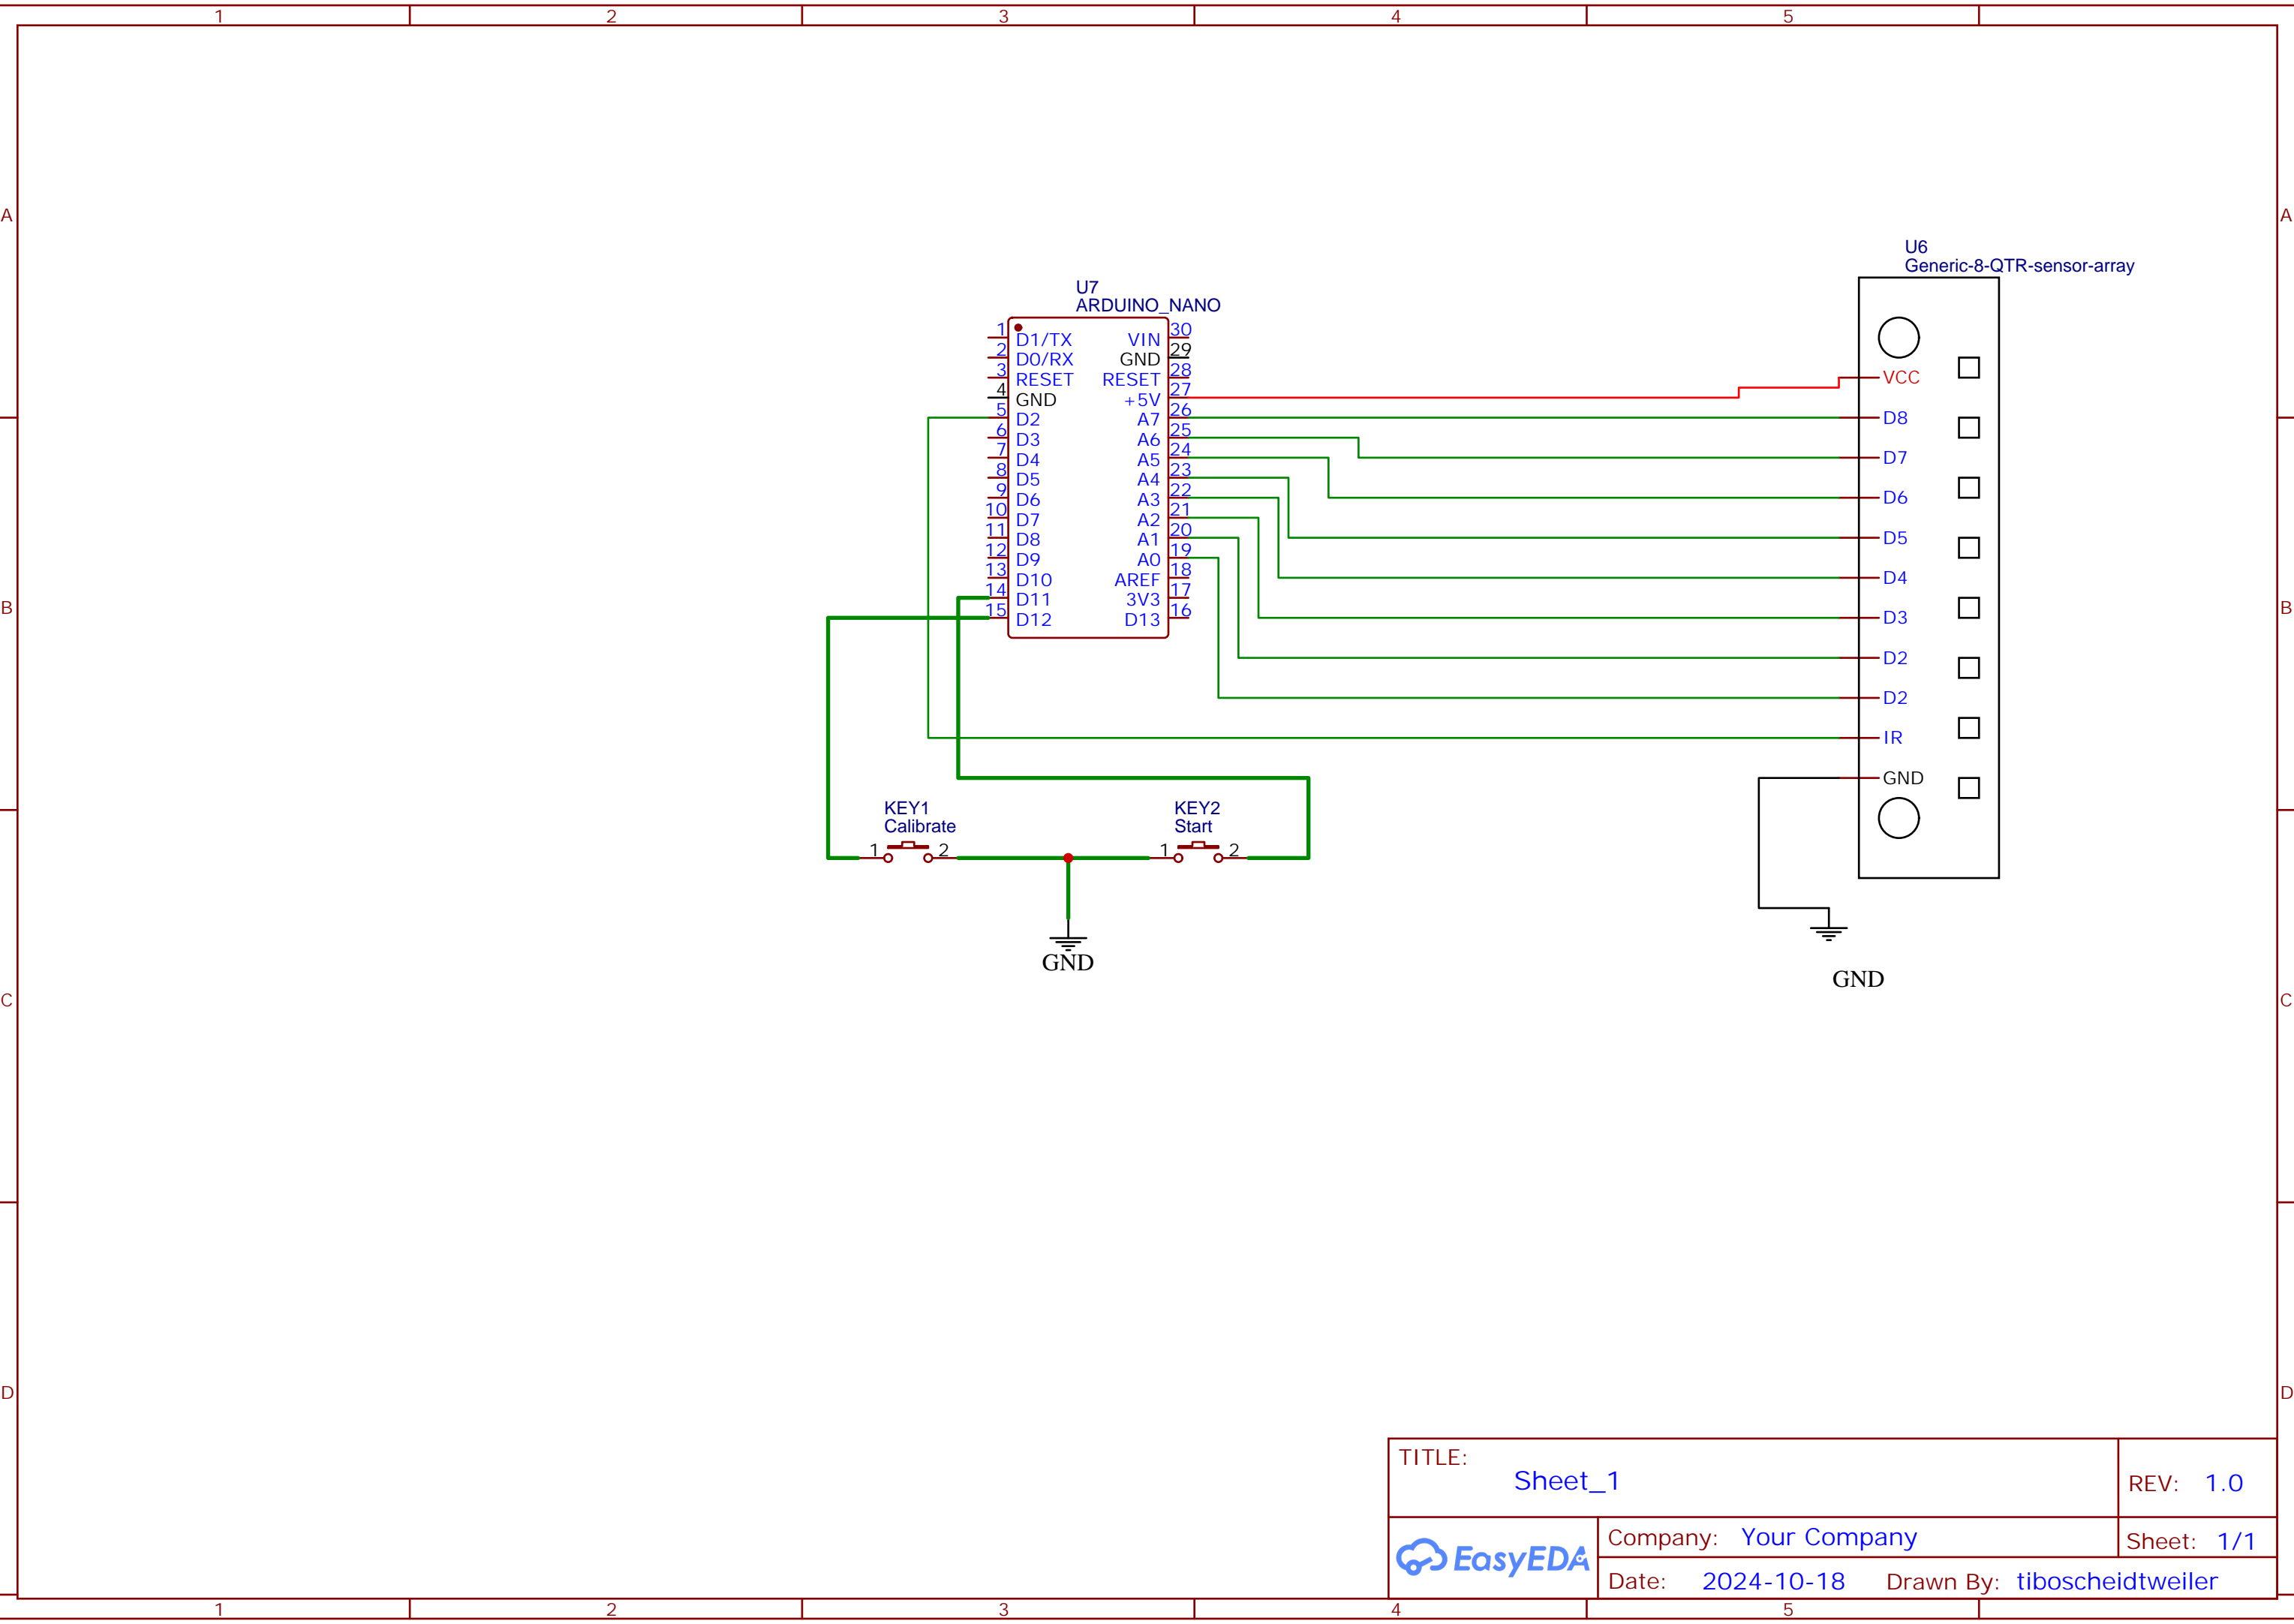 1 2 3 4 5
A A
U6
Generic-8-QTR-sensor-array
U7
ARDUINO_NANO
1 D1/TX VIN 30
2 D0/RX GND 29
3 RESET RESET 28
4 GND +5V 27
5 D2 A7 26
6 D3 A6 25
7 D4 A5 24
8 D5 A4 23
9 D6 A3 22
10 D7 A2 21
11 D8 A1 20
12 D9 A0 19
13 D10 AREF 18
14 D11 3V3 17
15 D12 D13 16
VCC
D8
D7
D6
D5
D4
D3
D2
D2
IR
GND
B B
KEY1
Calibrate
1 2
KEY2
Start
1 2
GND
GND
C C
D D
TITLE:
Sheet_1
REV: 1.0
EasyEDA
Company: Your Company
Sheet: 1/1
Date: 2024-10-18 Drawn By: tiboscheidtweiler
1 2 3 4 5